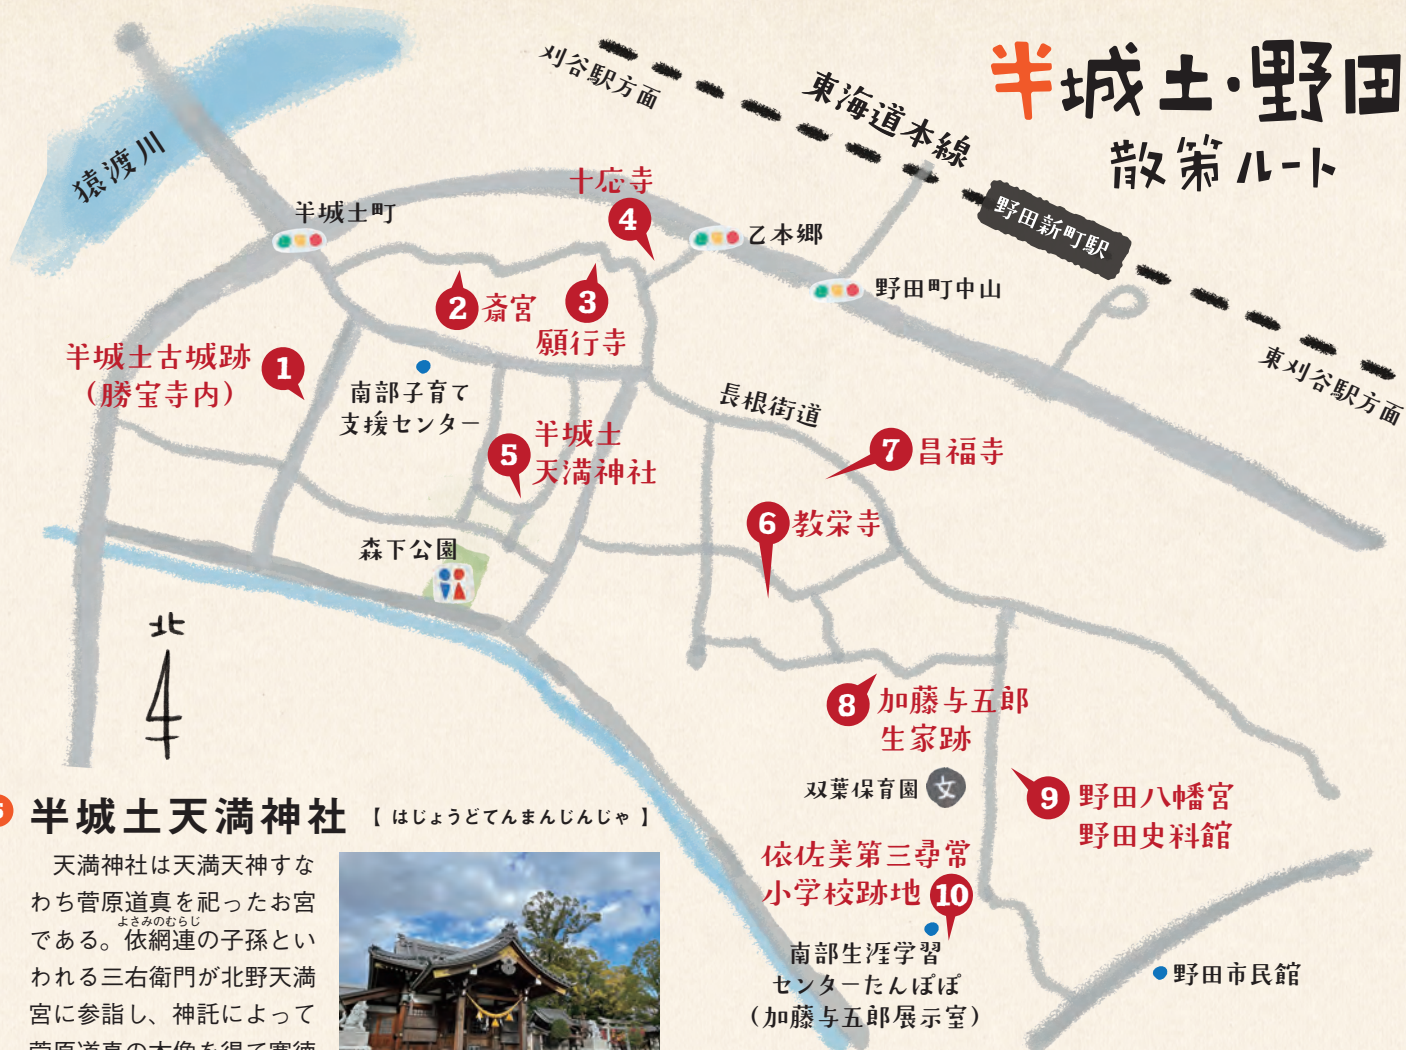 半城土・野田
散策ルート
刈谷駅方面
東海道本線
野田新町駅
東刈谷駅方面
猿渡川
半城土町
十応寺
4
乙本郷
野田町中山
2 斎宮
3
願行寺
半城土古城跡
(勝宝寺内)
1
南部子育て
支援センター
長根街道
5
半城土
天満神社
7 昌福寺
6 教栄寺
森下公園
北
8
加藤与五郎
生家跡
双葉保育園
文
9
野田八幡宮
野田史料館
依佐美第三尋常
小学校跡地
10
南部生涯学習
センターたんぽぽ
(加藤与五郎展示室)
野田市民館
半城土天満神社 【 はじょうどてんまんじんじゃ 】
天満神社は天満天神すな
わち菅原道真を祀ったお宮
よさみのむらじ
である。依網連の子孫とい
われる三右衛門が北野天満
宮に参詣し、神託によって